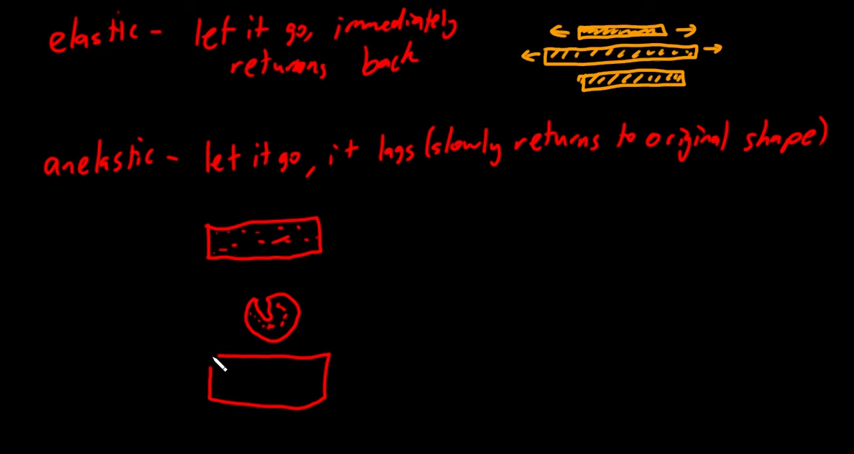 elastic - let it go, immediately
returns back
anelastic - let it go, it lags (slowly returns to original shape)